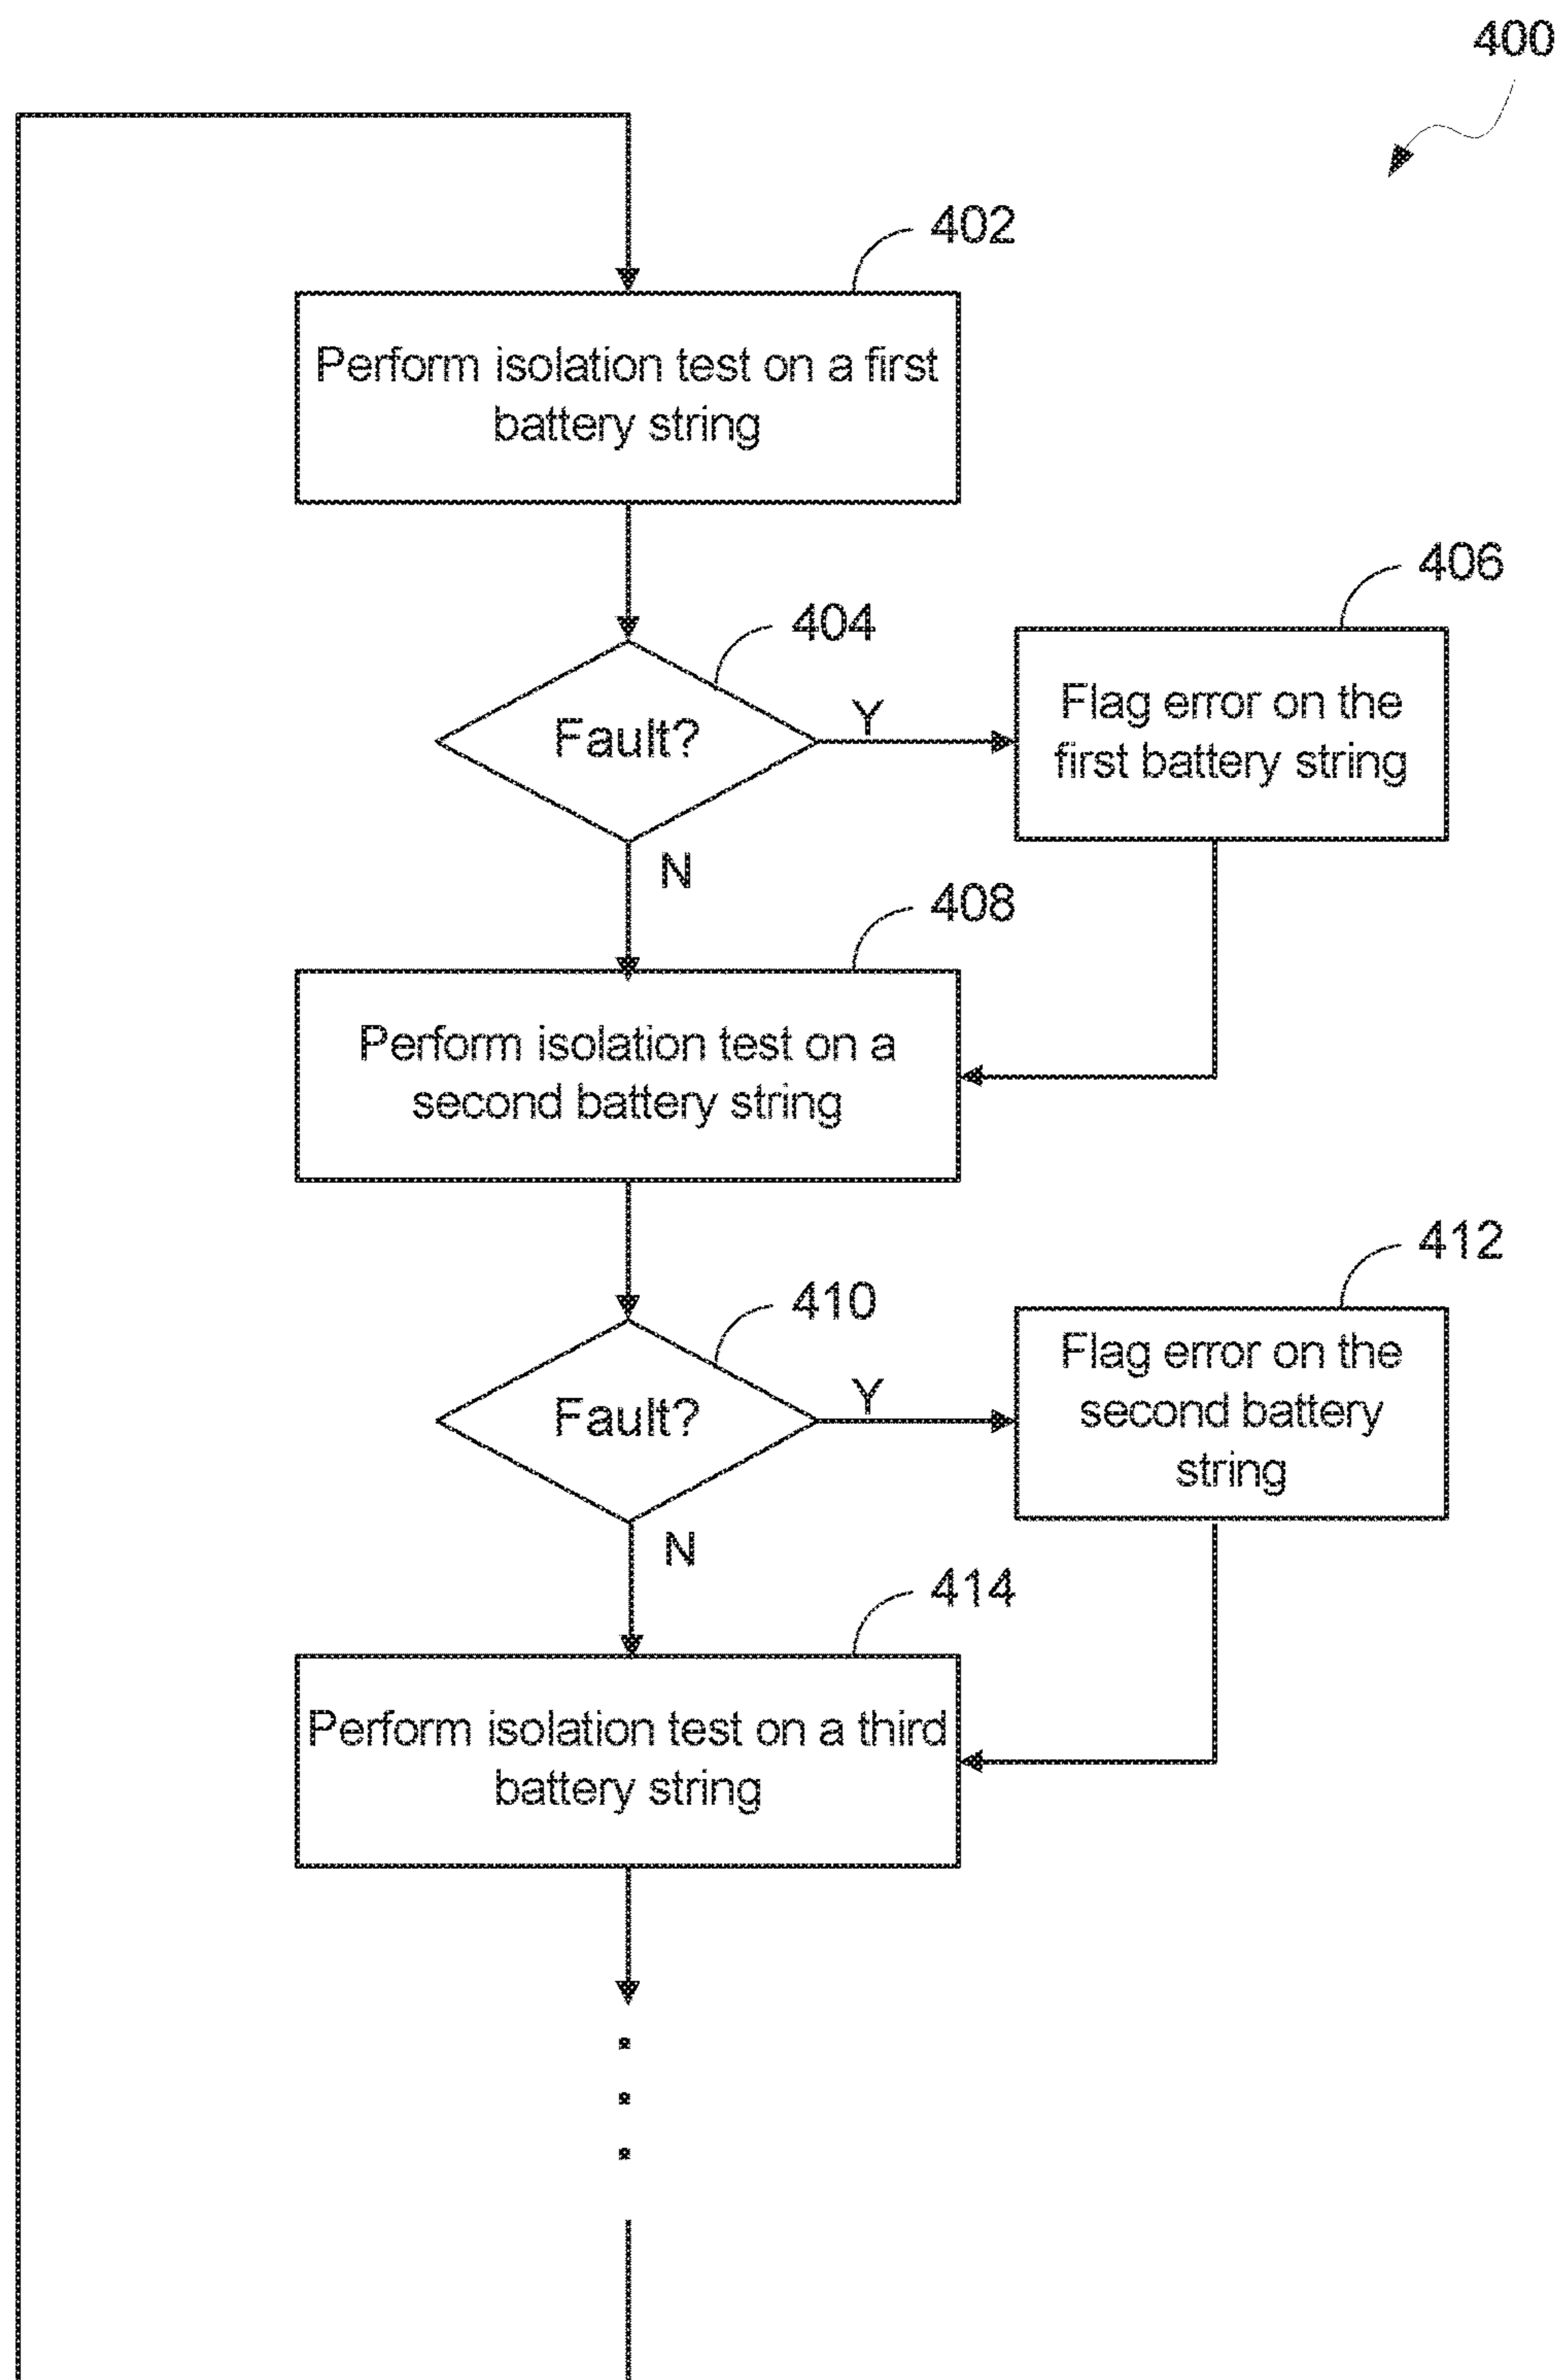 400
402
Perform isolation test on a first
battery string
404
Fault?
Y
406
Flag error on the
first battery string
N
408
Perform isolation test on a
second battery string
410
Fault?
Y
412
Flag error on the
second battery
string
N
414
Perform isolation test on a third
battery string